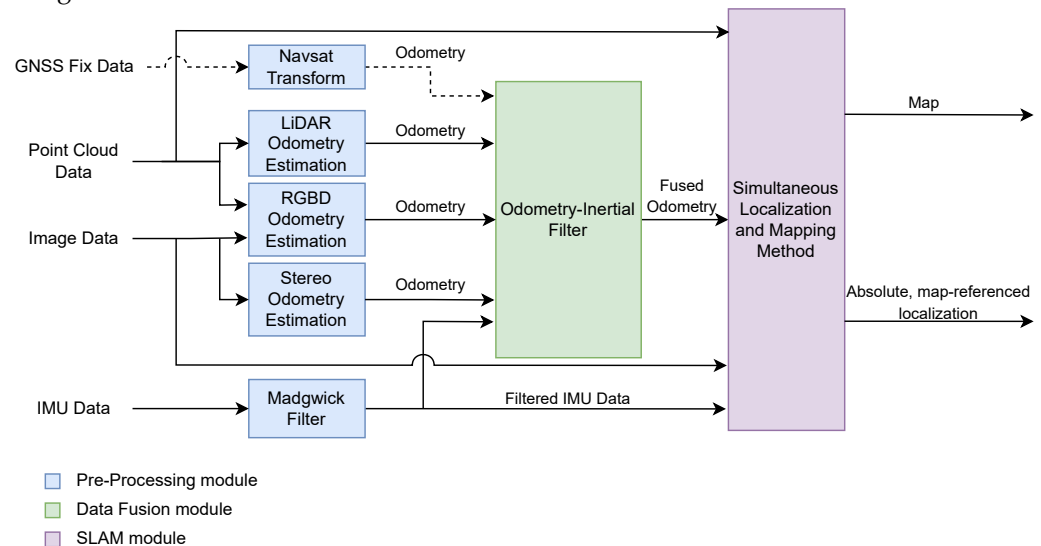 GNSS Fix Data
Navsat
Transform
Odometry
Point Cloud
Data
LiDAR
Odometry
Estimation
Odometry
RGBD
Odometry
Estimation
Odometry
Image Data
Stereo
Odometry
Estimation
Odometry
IMU Data
Madgwick
Filter
Filtered IMU Data
Odometry-Inertial
Filter
Fused
Odometry
Simultaneous
Localization
and Mapping
Method
Map
Absolute, map-referenced
localization
Pre-Processing module
Data Fusion module
SLAM module